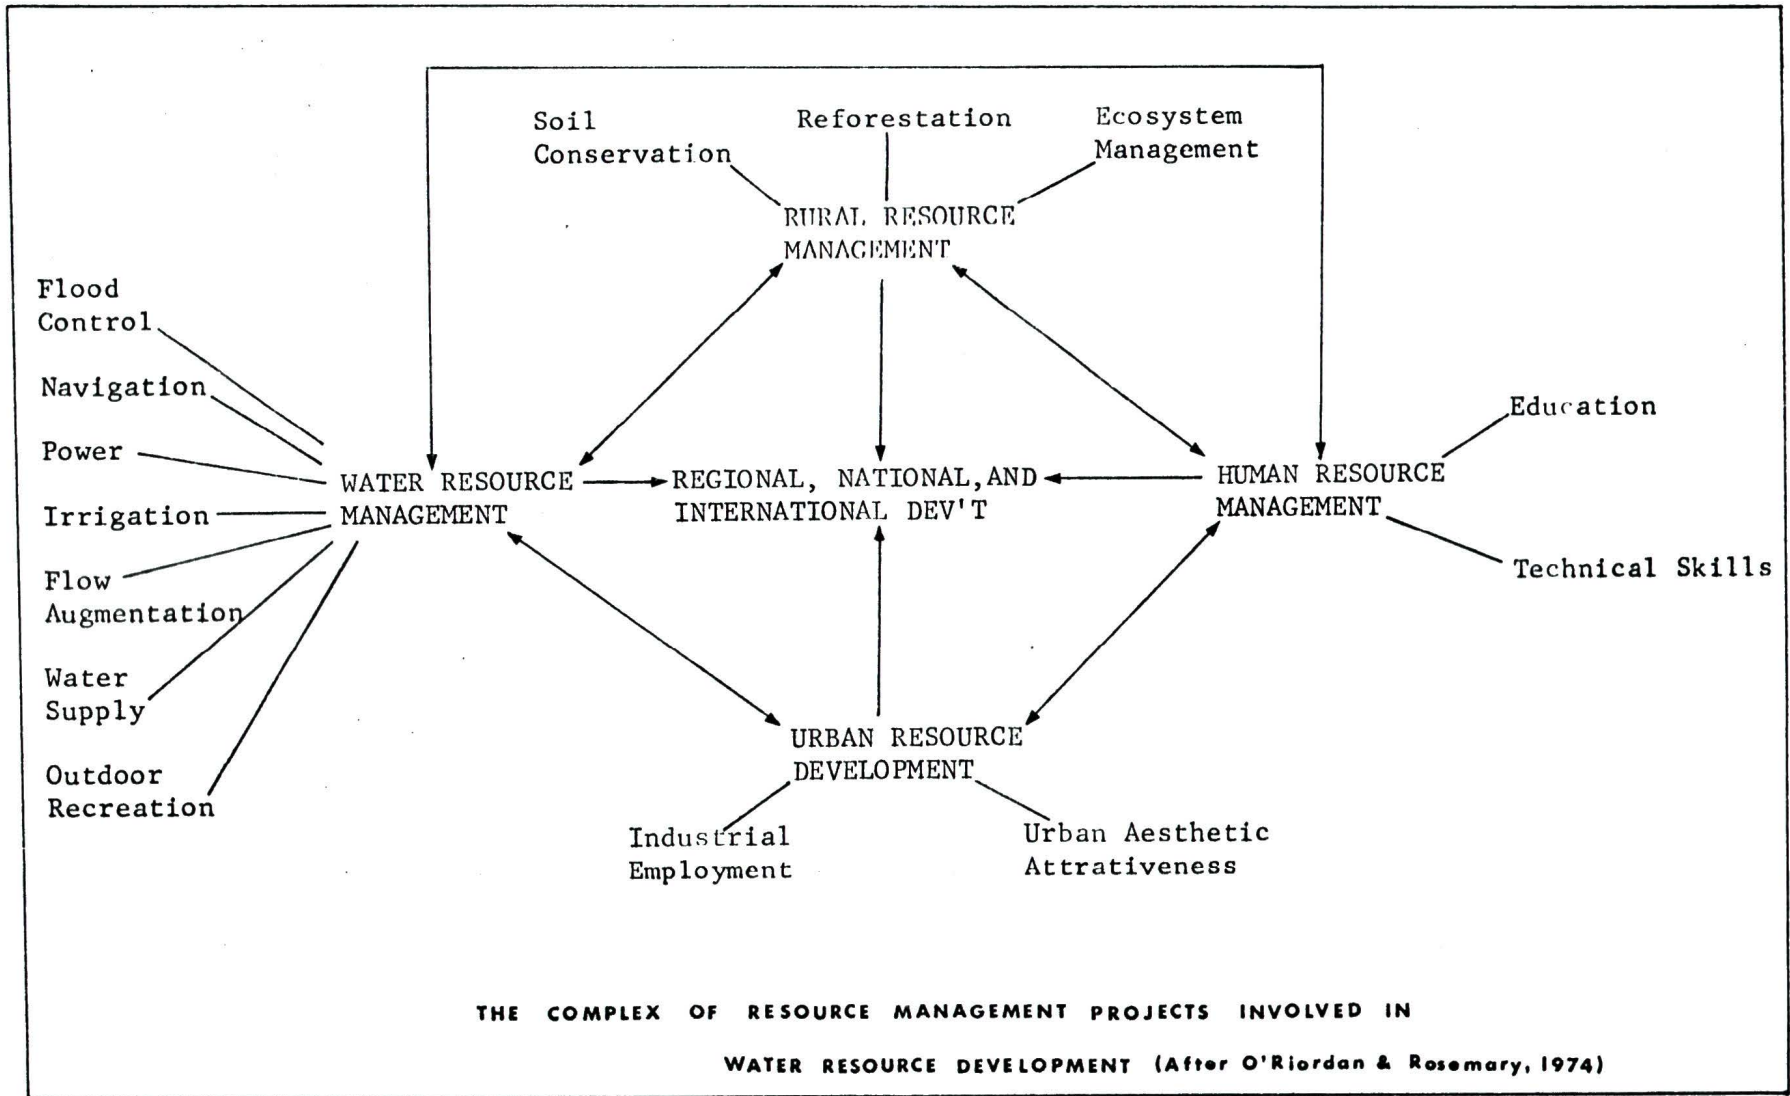 Soil
Conservation
Reforestation
Ecosystem
Management
RURAL RESOURCE
MANAGEMENT
Flood
Control
Navigation
Power
Irrigation
Flow
Augmentation
Water
Supply
Outdoor
Recreation
WATER RESOURCE
MANAGEMENT
REGIONAL, NATIONAL, AND
INTERNATIONAL DEV'T
HUMAN RESOURCE
MANAGEMENT
Education
Technical Skills
URBAN RESOURCE
DEVELOPMENT
Industrial
Employment
Urban Aesthetic
Attrativeness
THE COMPLEX OF RESOURCE MANAGEMENT PROJECTS INVOLVED IN
WATER RESOURCE DEVELOPMENT (After O'Riordan & Rosemary, 1974)